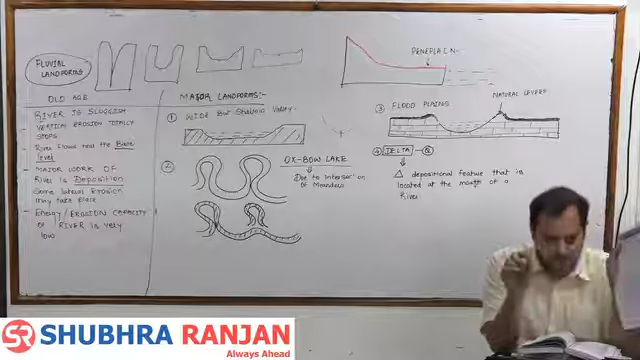 FLUVIAL
LANDFORMS
OLD AGE
RIVER IS SLUGGISH
VERTICAL EROSION TOTALLY
STOPS
- River flows near the Base
level
- MAJOR WORK OF
River is Deposition
Some lateral Erosion
may take place
- Energy/EROSION CAPACITY
of RIVER is very
low
MAJOR LANDFORMS:-
① WIDE But Shallow Valley
②
OX-BOW LAKE
Due to Intersection
of Meanders
PENEPLAIN-
③ FLOOD PLAINS
NATURAL LEVEES
④ DELTA -
△ depositional feature that is
located at the mouth of a
River
SR SHUBHRA RANJAN
Always Ahead